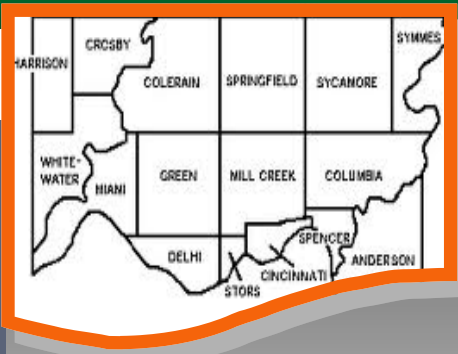 SYMMES
CROSBY
HARRISON
COLERAIN
SPRINGFIELD
SYCAMORE
WHITE-
WATER
MIANI
GREEN
MILL CREEK
COLUMBIA
SPENCER
DELHI
ANDERSON
CINCINNATI
STORS